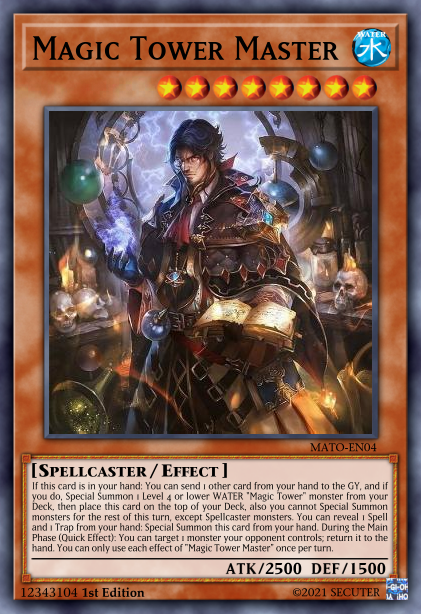 MAGIC TOWER MASTER
WATER
水
MATO-EN04
[SPELLCASTER / EFFECT]
If this card is in your hand: You can send 1 other card from your hand to the GY, and if
you do, Special Summon 1 Level 4 or lower WATER "Magic Tower" monster from your
Deck, then place this card on the top of your Deck, also you cannot Special Summon
monsters for the rest of this turn, except Spellcaster monsters. You can reveal 1 Spell
and 1 Trap from your hand: Special Summon this card from your hand. During the Main
Phase (Quick Effect): You can target 1 monster your opponent controls; return it to the
hand. You can only use each effect of "Magic Tower Master" once per turn.
ATK/2500 DEF/1500
12343104 1st Edition
©2021 SECUTER